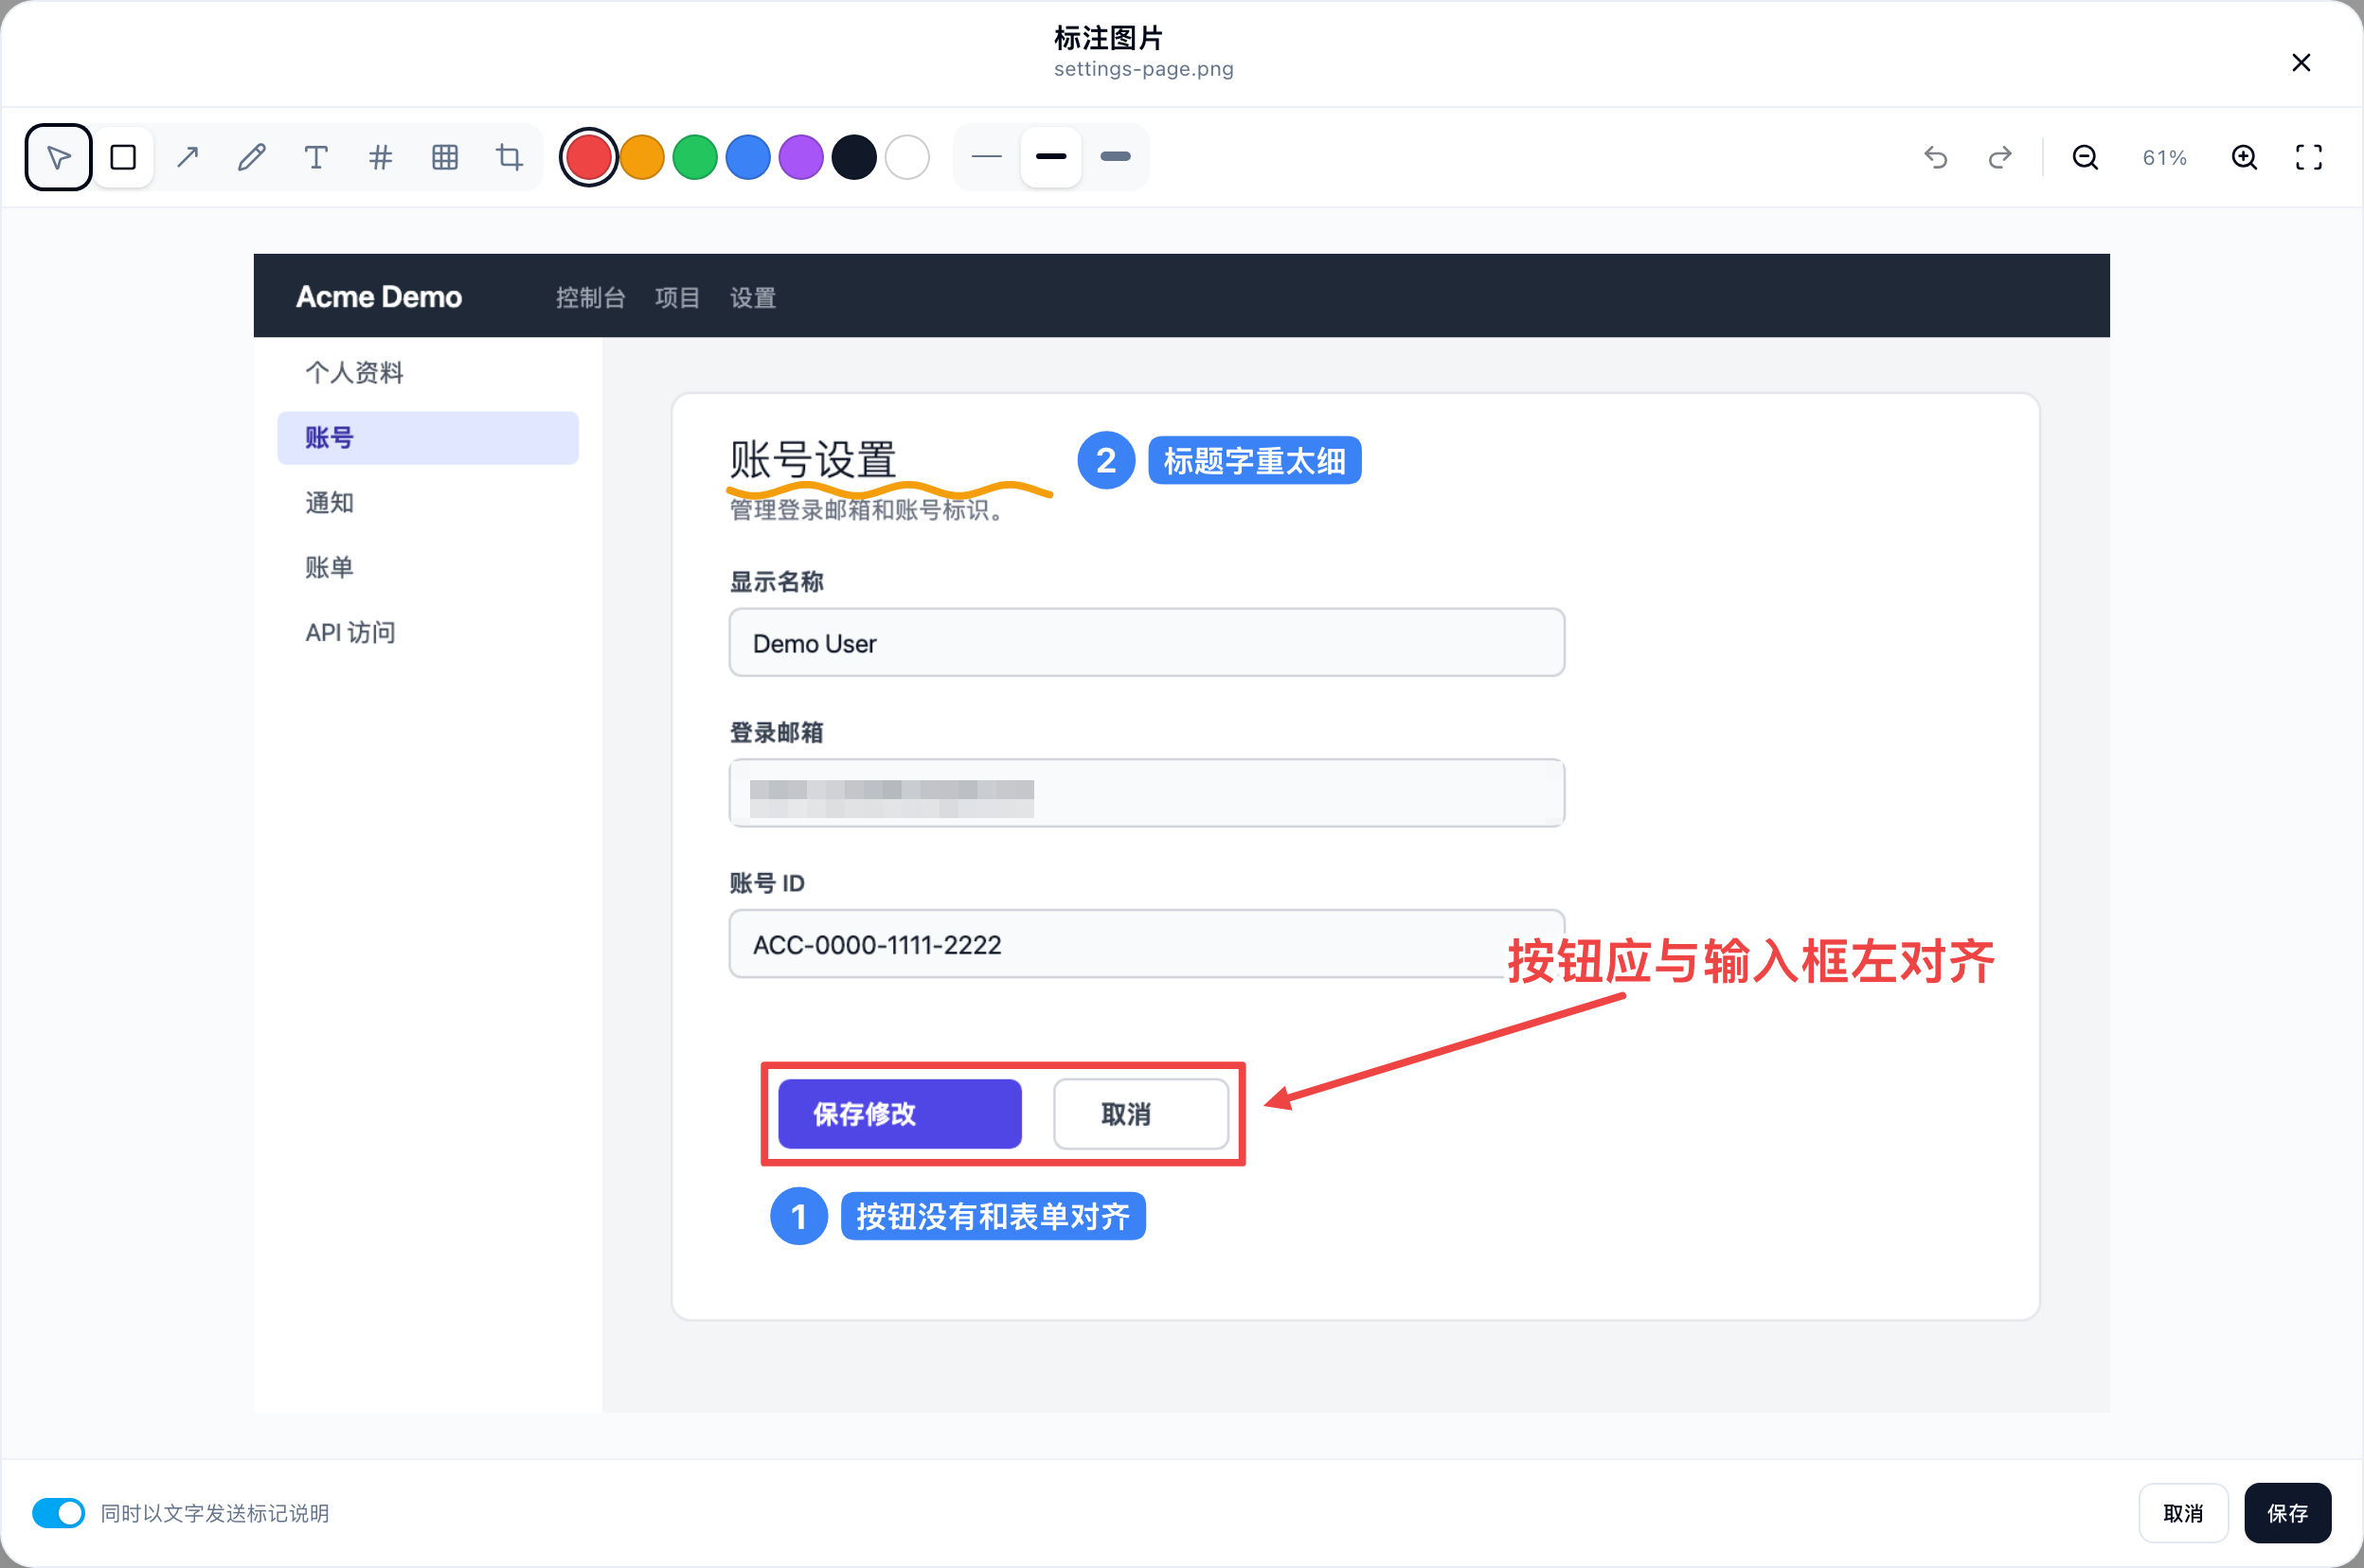 标注图片
settings-page.png
61%
Acme Demo
控制台 项目 设置
个人资料
账号
通知
账单
API 访问
账号设置
2 标题字重太细
管理登录邮箱和账号标识。
显示名称
Demo User
登录邮箱
账号 ID
ACC-0000-1111-2222
按钮应与输入框左对齐
保存修改 取消
1 按钮没有和表单对齐
同时以文字发送标记说明
取消 保存